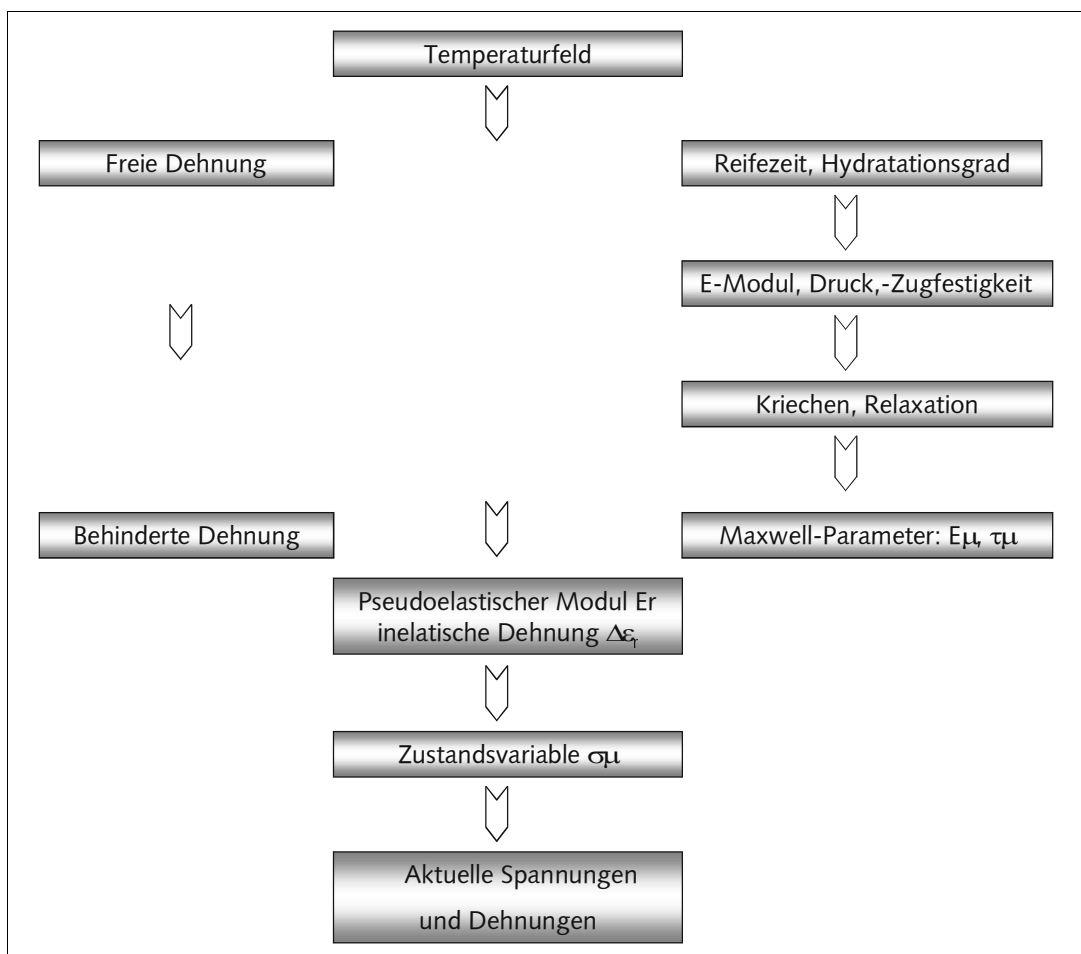 Temperaturfeld
Freie Dehnung
Reifezeit, Hydratationsgrad
E-Modul, Druck,-Zugfestigkeit
Kriechen, Relaxation
Behinderte Dehnung
Maxwell-Parameter: Eμ, τμ
Pseudoelastischer Modul Er
inelatische Dehnung Δεr
Zustandsvariable σμ
Aktuelle Spannungen
und Dehnungen